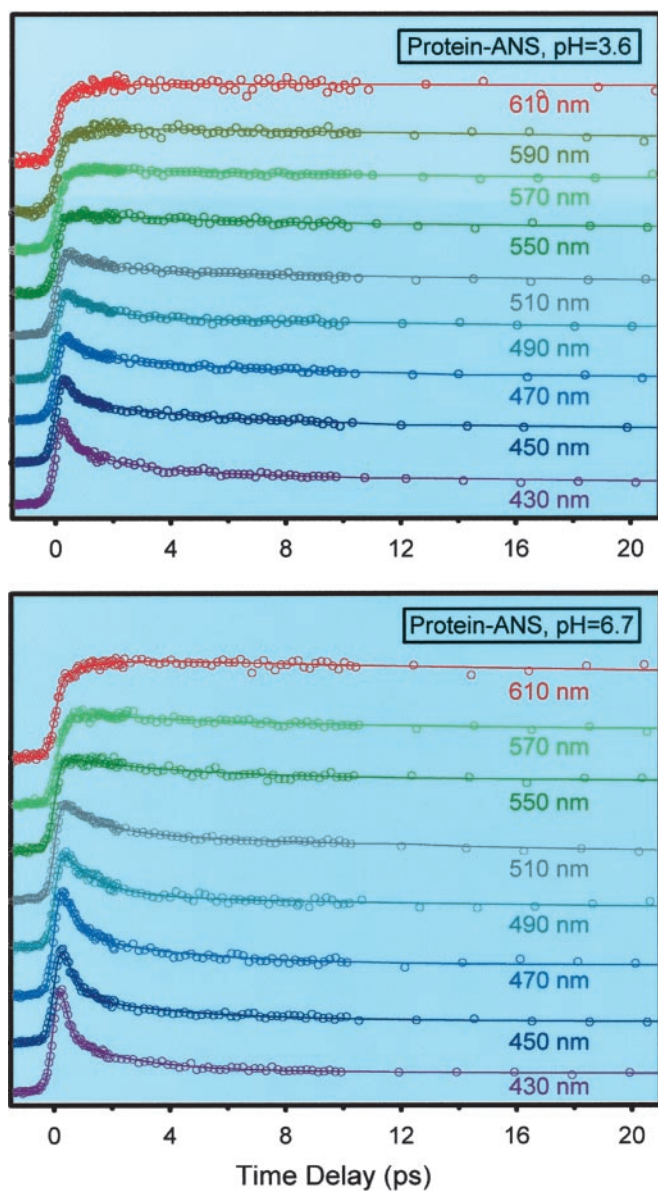 Protein-ANS, pH=3.6
610 nm
590 nm
570 nm
550 nm
510 nm
490 nm
470 nm
450 nm
430 nm
0 4 8 12 16 20
Protein-ANS, pH=6.7
610 nm
570 nm
550 nm
510 nm
490 nm
470 nm
450 nm
430 nm
0 4 8 12 16 20
Time Delay (ps)